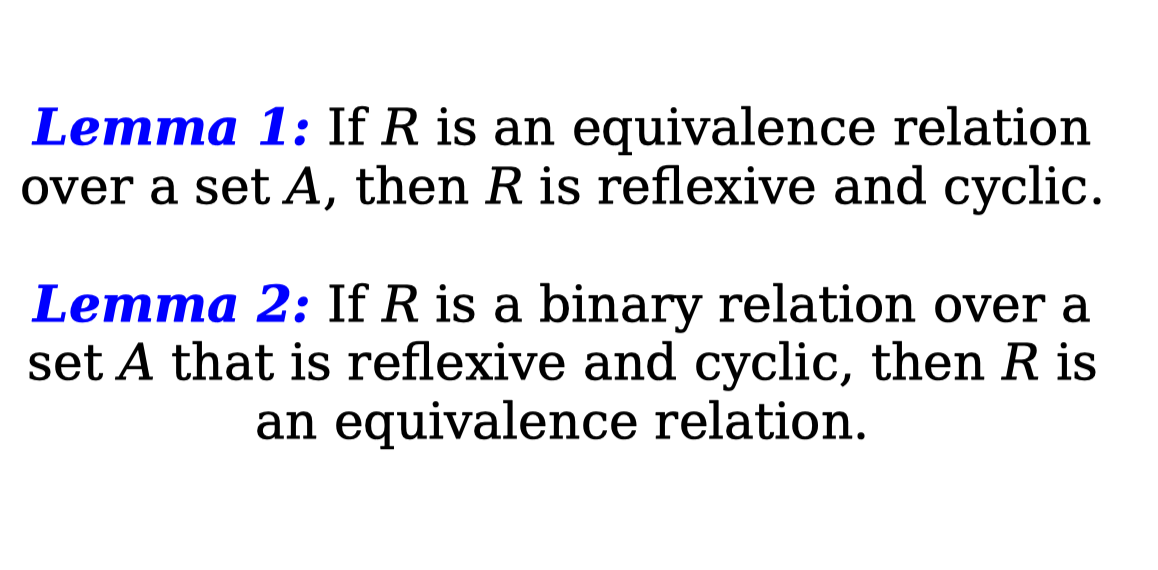 Lemma 1: If R is an equivalence relation
over a set A, then R is reflexive and cyclic.
Lemma 2: If R is a binary relation over a
set A that is reflexive and cyclic, then R is
an equivalence relation.